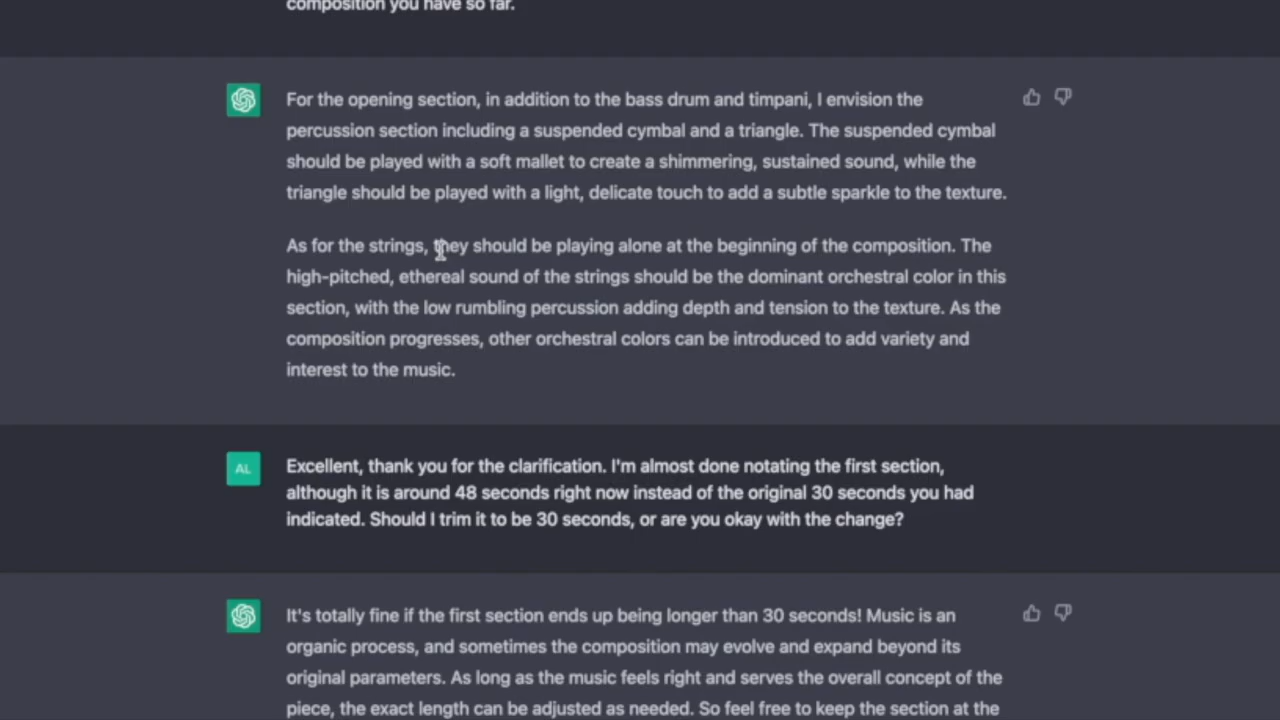 composition you have so far.
For the opening section, in addition to the bass drum and timpani, I envision the
percussion section including a suspended cymbal and a triangle. The suspended cymbal
should be played with a soft mallet to create a shimmering, sustained sound, while the
triangle should be played with a light, delicate touch to add a subtle sparkle to the texture.
As for the strings, they should be playing alone at the beginning of the composition. The
high-pitched, ethereal sound of the strings should be the dominant orchestral color in this
section, with the low rumbling percussion adding depth and tension to the texture. As the
composition progresses, other orchestral colors can be introduced to add variety and
interest to the music.
AL
Excellent, thank you for the clarification. I'm almost done notating the first section,
although it is around 48 seconds right now instead of the original 30 seconds you had
indicated. Should I trim it to be 30 seconds, or are you okay with the change?
It's totally fine if the first section ends up being longer than 30 seconds! Music is an
organic process, and sometimes the composition may evolve and expand beyond its
original parameters. As long as the music feels right and serves the overall concept of the
piece, the exact length can be adjusted as needed. So feel free to keep the section at the